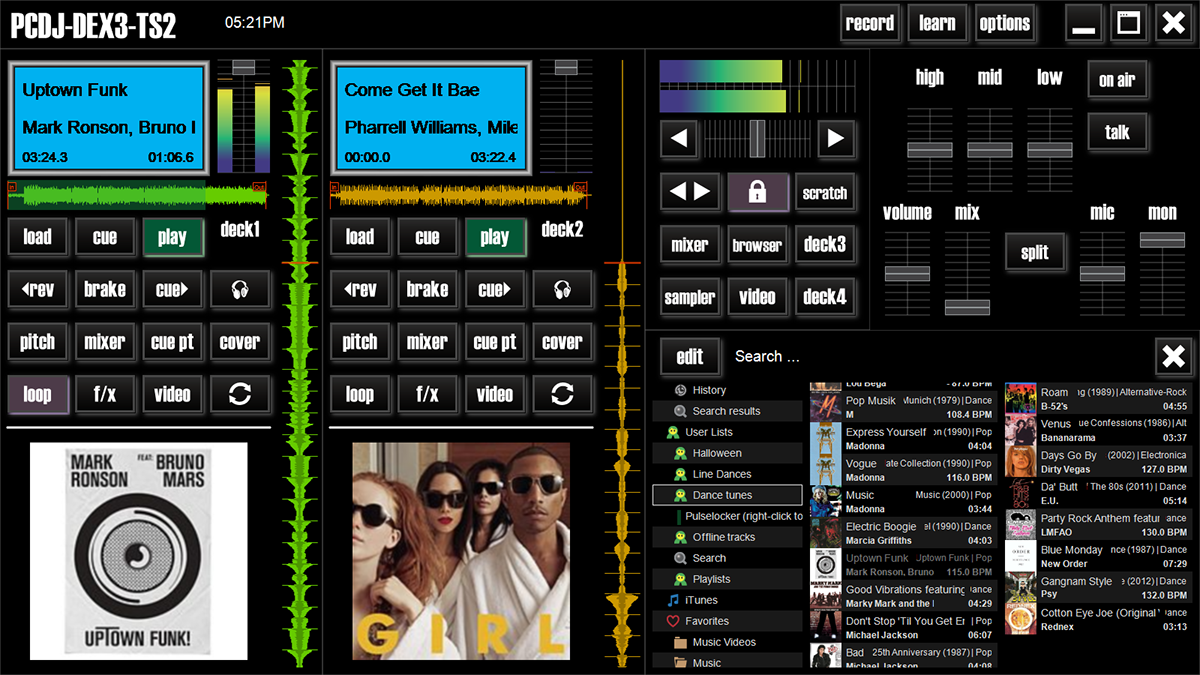 PCDJ-DEX3-TS2
05:21PM
record
learn
options
Uptown Funk
Mark Ronson, Bruno
03:24.3
01:06.6
In
Out
load
cue
play
deck1
rev
brake
cue
pitch
mixer
cue pt
cover
loop
f/x
video
MARK RONSON
FEAT: BRUNO MARS
UPTOWN FUNK!
Come Get It Bae
Pharrell Williams, Mile
00:00.0
03:22.4
In
Out
load
cue
play
deck2
rev
brake
cue
pitch
mixer
cue pt
cover
loop
f/x
video
GIRL
scratch
mixer
browser
deck3
sampler
video
deck4
high
mid
low
on air
talk
volume
mix
split
mic
mon
edit
Search ...
History
Search results
User Lists
Halloween
Line Dances
Dance tunes
Pulselocker (right-click to
Offline tracks
Search
Playlists
iTunes
Favorites
Music Videos
Music
Lou Bega - 87.0 BPM
Pop Musik Munich (1979) | Dance
M 108.4 BPM
Express Yourself (1990) | Pop
Madonna 04:04
Vogue ate Collection (1990) | Pop
Madonna 116.0 BPM
Music Music (2000) | Pop
Madonna 03:44
Electric Boogie el (1990) | Dance
Marcia Griffiths 04:03
Uptown Funk Uptown Funk | Pop
Mark Ronson, Bruno 115.0 BPM
Good Vibrations featuring ance
Marky Mark and the 04:29
Don't Stop 'Til You Get Er | Pop
Michael Jackson 06:07
Bad 25th Anniversary (1987) | Pop
Michael Jackson 04:08
Roam (1989) | Alternative-Rock
B-52's 04:55
Venus ue Confessions (1986) | Alt
Bananarama 03:37
Days Go By (2002) | Electronica
Dirty Vegas 127.0 BPM
Da' Butt The 80s (2011) | Dance
E.U. 05:14
Party Rock Anthem featur ance
LMFAO 130.0 BPM
Blue Monday nce (1987) | Dance
New Order 07:29
Gangnam Style (2012) | Dance
Psy 132.0 BPM
Cotton Eye Joe (Original ance
Rednex 03:13